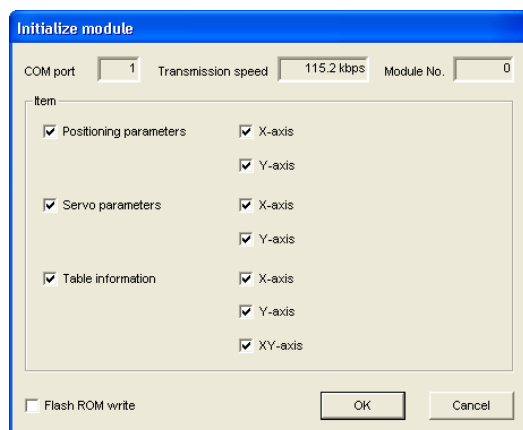 Initialize module
COM port 1 Transmission speed 115.2 kbps Module No. 0
Item
Positioning parameters X-axis
Y-axis
Servo parameters X-axis
Y-axis
Table information X-axis
Y-axis
XY-axis
Flash ROM write OK Cancel